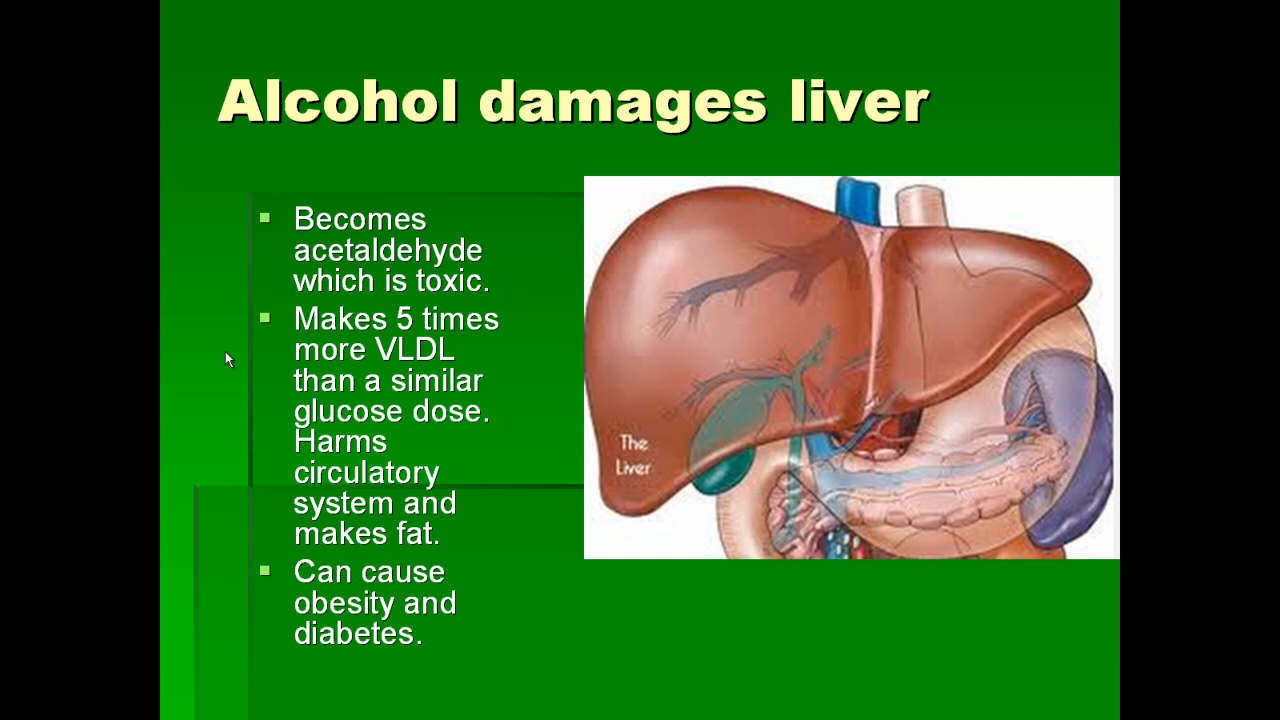 Alcohol damages liver
Becomes
acetaldehyde
which is toxic.
Makes 5 times
more VLDL
than a similar
glucose dose.
Harms
circulatory
system and
makes fat.
Can cause
obesity and
diabetes.
The
Liver